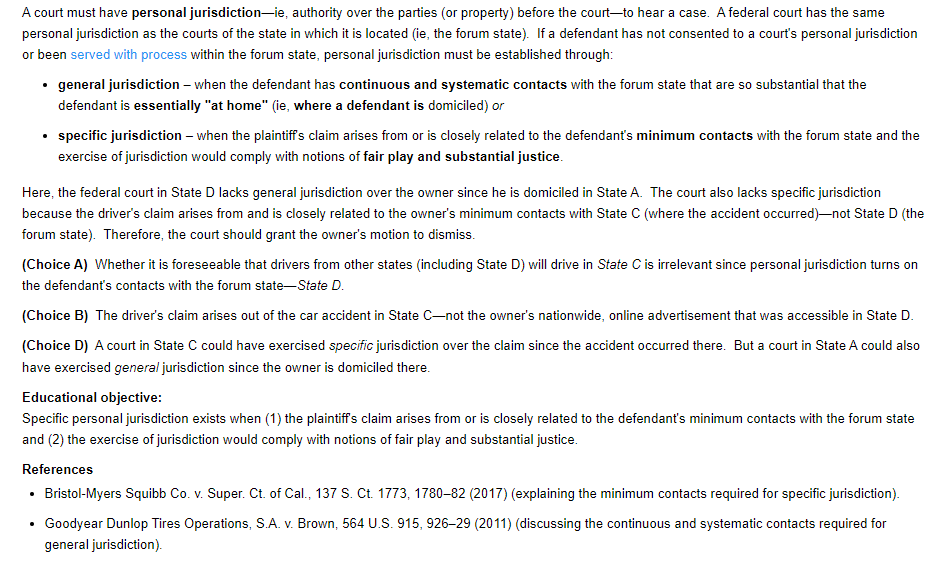 A court must have personal jurisdiction—ie, authority over the parties (or property) before the court—to hear a case.  A federal court has the same
personal jurisdiction as the courts of the state in which it is located (ie, the forum state).  If a defendant has not consented to a court's personal jurisdiction
or been served with process within the forum state, personal jurisdiction must be established through:
• general jurisdiction – when the defendant has continuous and systematic contacts with the forum state that are so substantial that the
defendant is essentially "at home" (ie, where a defendant is domiciled) or
• specific jurisdiction – when the plaintiff's claim arises from or is closely related to the defendant's minimum contacts with the forum state and the
exercise of jurisdiction would comply with notions of fair play and substantial justice.
Here, the federal court in State D lacks general jurisdiction over the owner since he is domiciled in State A.  The court also lacks specific jurisdiction
because the driver's claim arises from and is closely related to the owner's minimum contacts with State C (where the accident occurred)—not State D (the
forum state).  Therefore, the court should grant the owner's motion to dismiss.
(Choice A)  Whether it is foreseeable that drivers from other states (including State D) will drive in State C is irrelevant since personal jurisdiction turns on
the defendant's contacts with the forum state—State D.
(Choice B)  The driver's claim arises out of the car accident in State C—not the owner's nationwide, online advertisement that was accessible in State D.
(Choice D)  A court in State C could have exercised specific jurisdiction over the claim since the accident occurred there.  But a court in State A could also
have exercised general jurisdiction since the owner is domiciled there.
Educational objective:
Specific personal jurisdiction exists when (1) the plaintiff's claim arises from or is closely related to the defendant's minimum contacts with the forum state
and (2) the exercise of jurisdiction would comply with notions of fair play and substantial justice.
References
• Bristol-Myers Squibb Co. v. Super. Ct. of Cal., 137 S. Ct. 1773, 1780–82 (2017) (explaining the minimum contacts required for specific jurisdiction).
• Goodyear Dunlop Tires Operations, S.A. v. Brown, 564 U.S. 915, 926–29 (2011) (discussing the continuous and systematic contacts required for
general jurisdiction).